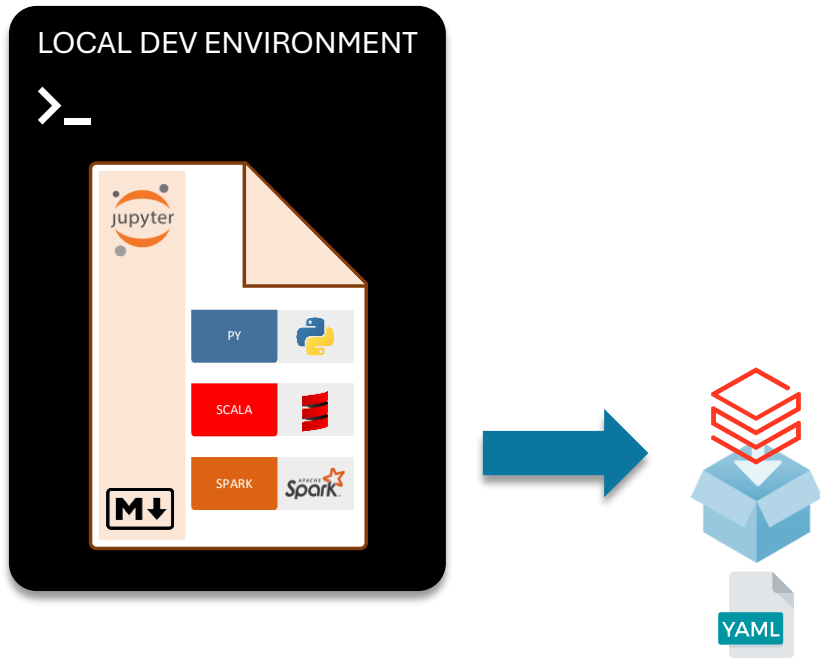 LOCAL DEV ENVIRONMENT
>_
jupyter
PY
SCALA
SPARK
APACHE
Spark
M
YAML